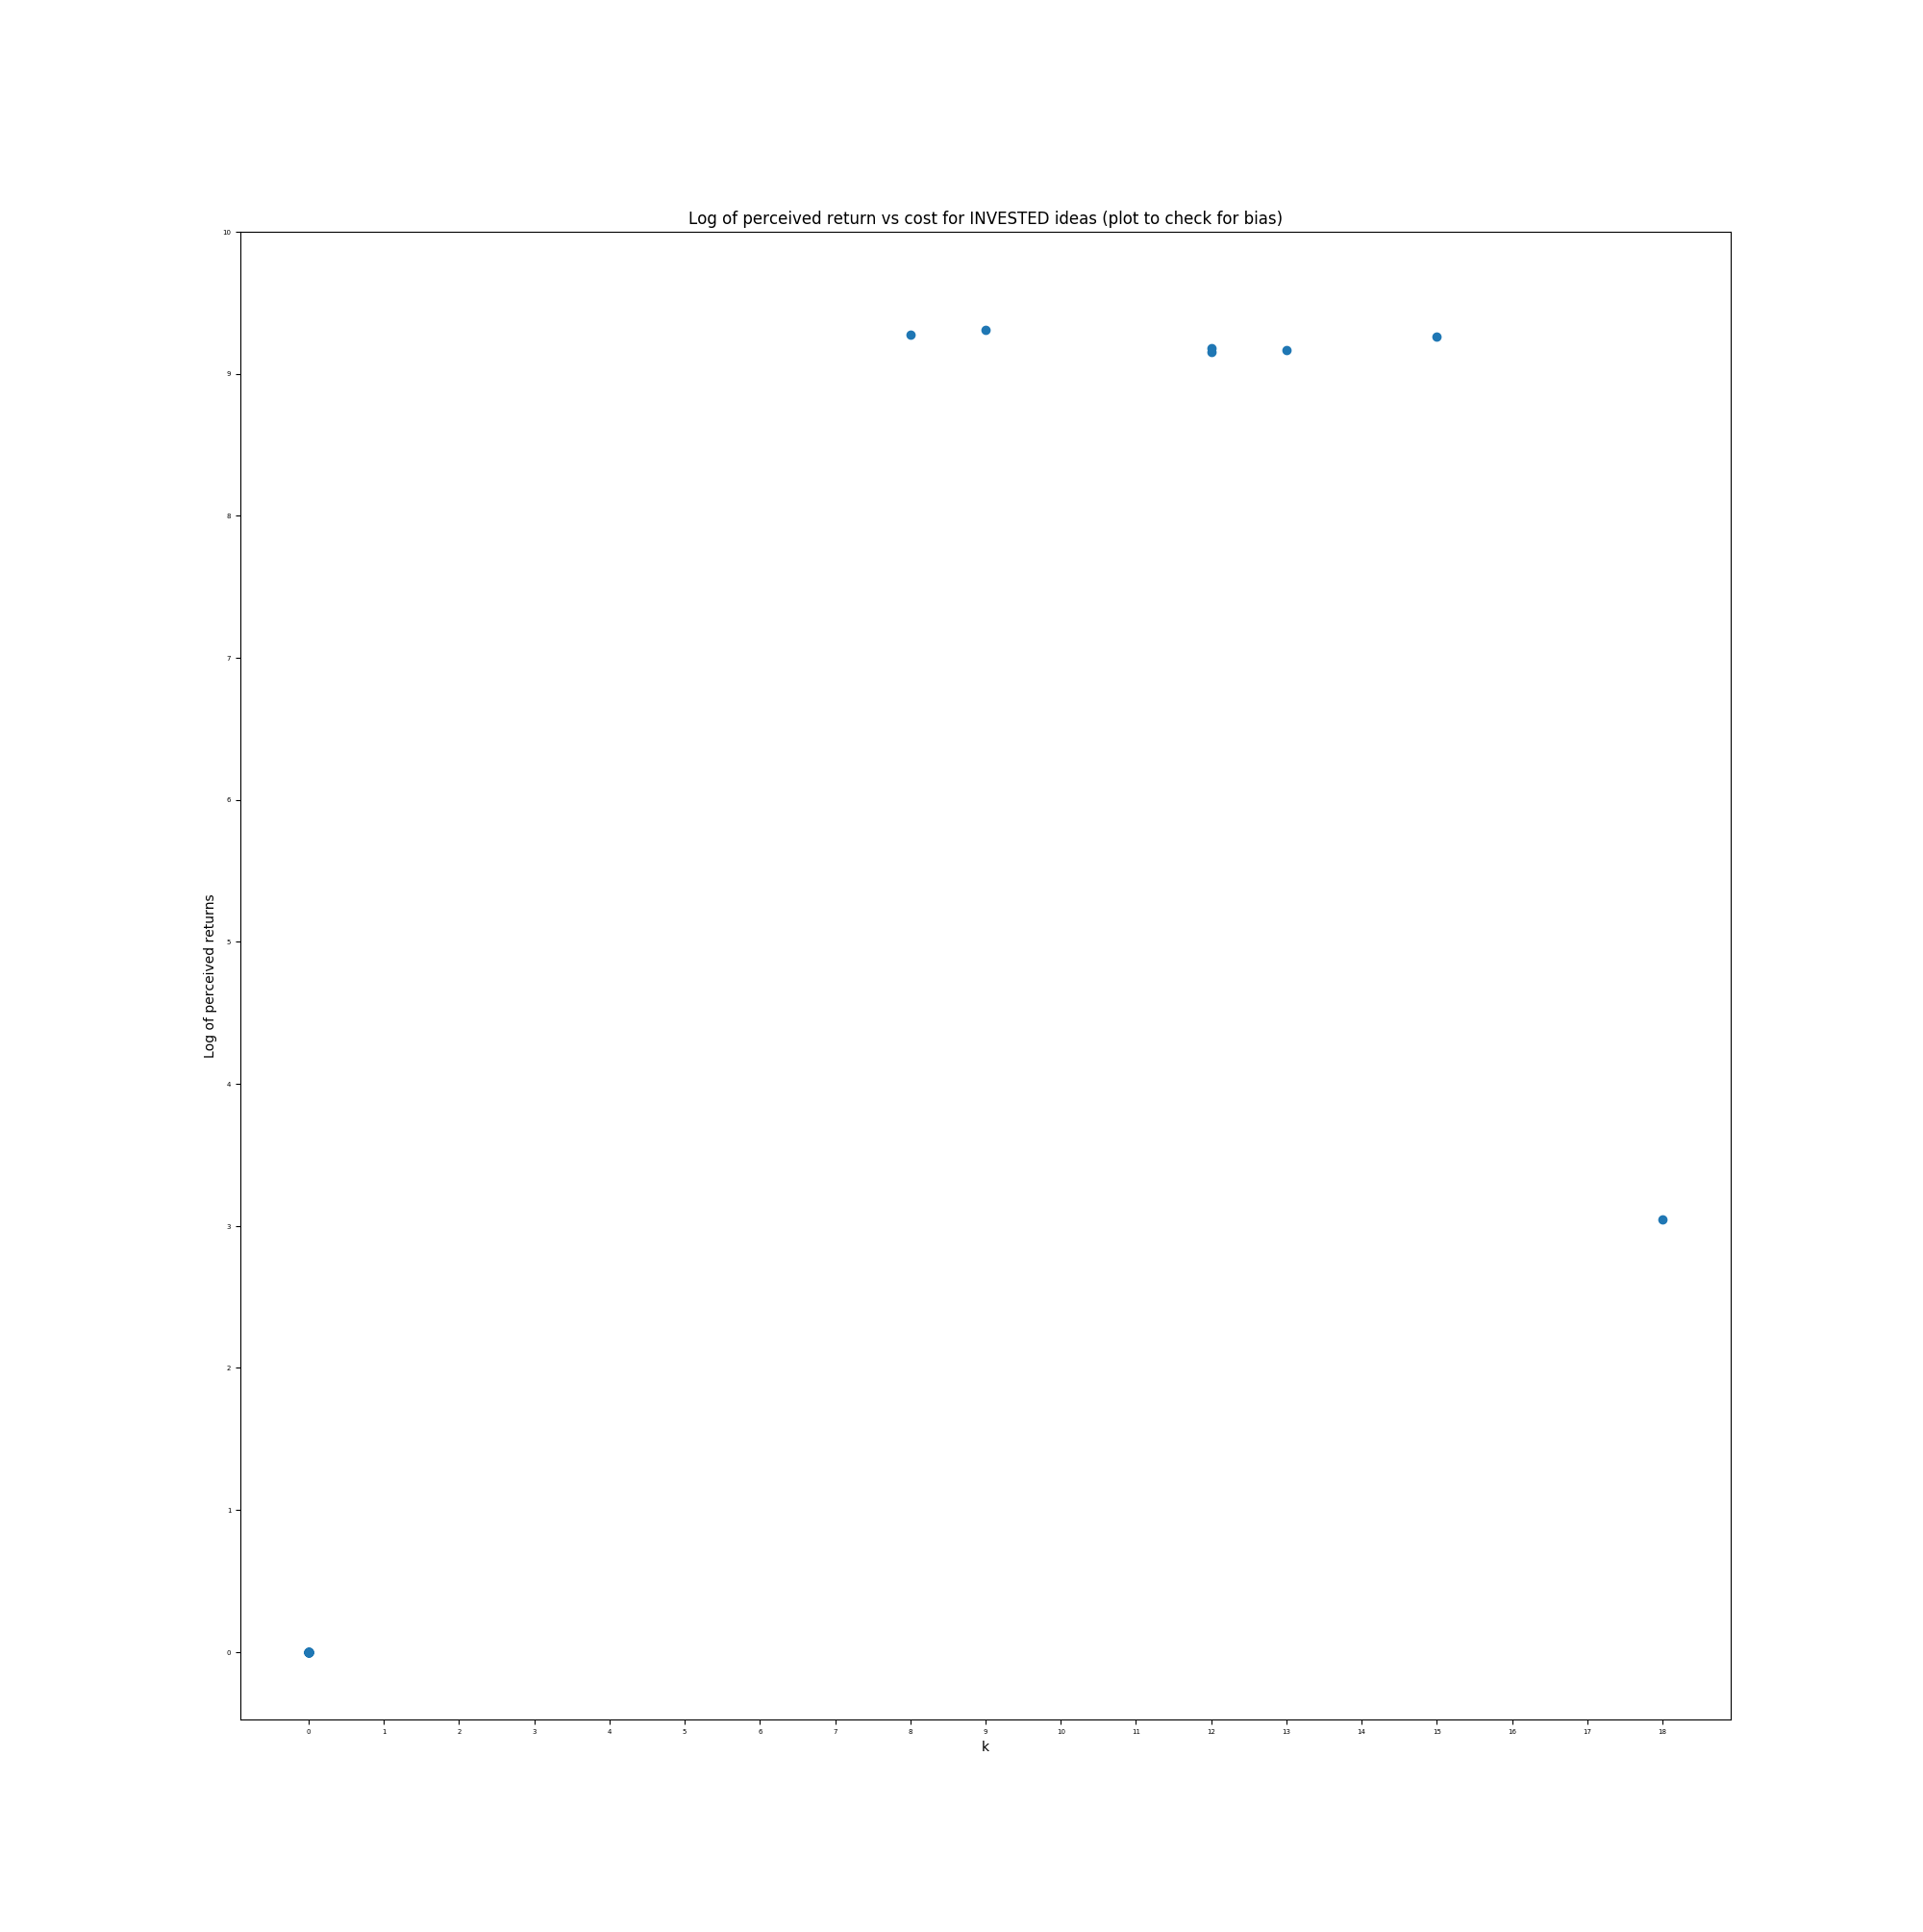 Log of perceived return vs cost for INVESTED ideas (plot to check for bias)
10
9
8
7
6
5
4
3
2
1
0
Log of perceived returns
0 1 2 3 4 5 6 7 8 9 10 11 12 13 14 15 16 17 18
k